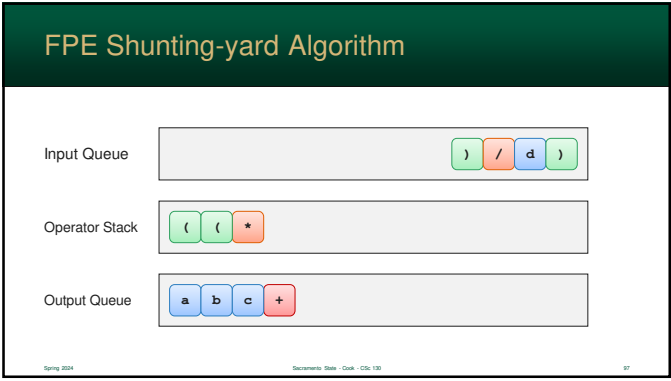 FPE Shunting-yard Algorithm
Input Queue ) / d )
Operator Stack ( ( *
Output Queue a b c +
Spring 2024 Sacramento State - Cook - CSc 130 97